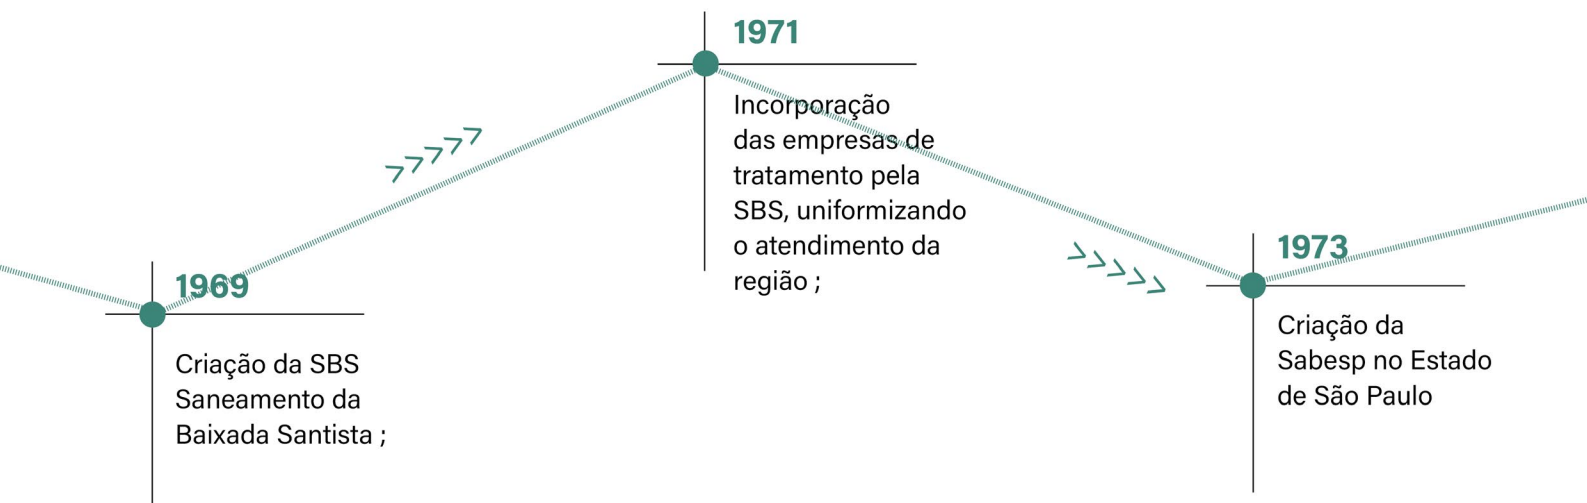 1969
Criação da SBS
Saneamento da
Baixada Santista ;
1971
Incorporação
das empresas de
tratamento pela
SBS, uniformizando
o atendimento da
região ;
1973
Criação da
Sabesp no Estado
de São Paulo